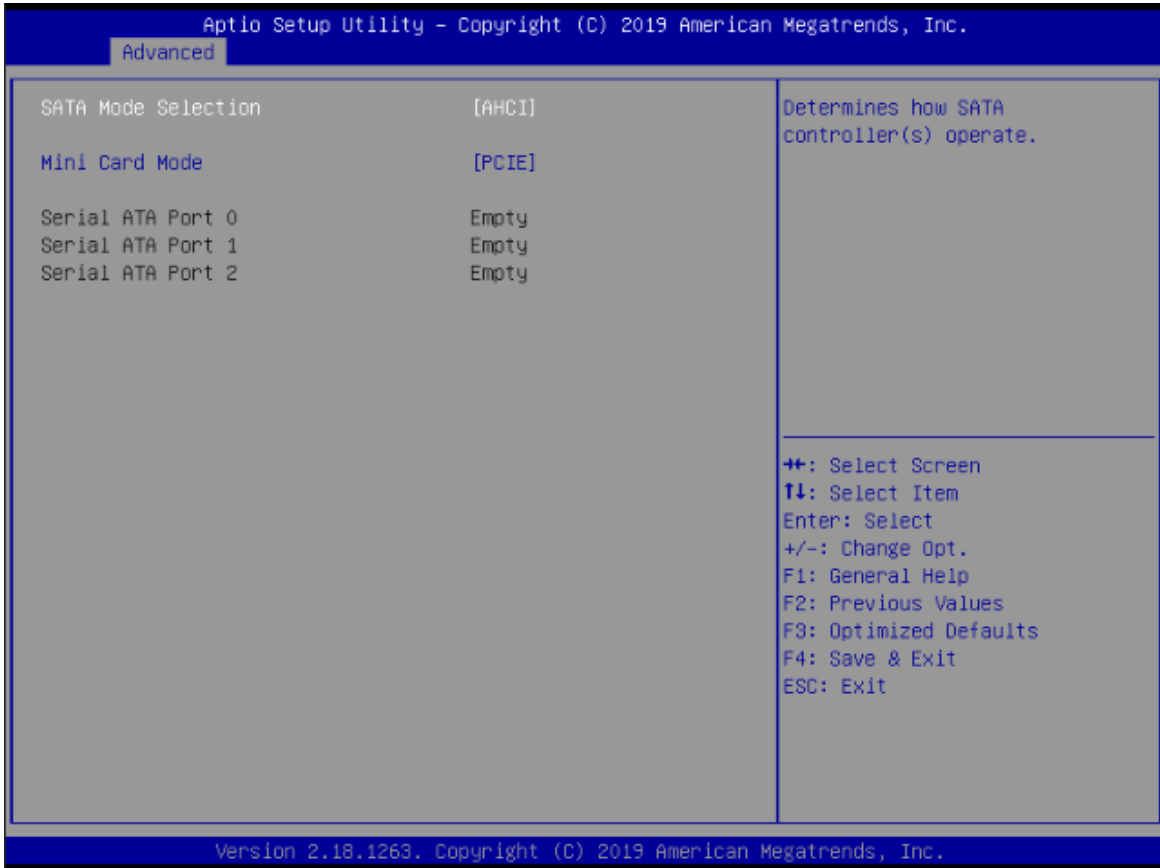 Aptio Setup Utility – Copyright (C) 2019 American Megatrends, Inc.
Advanced
SATA Mode Selection [AHCI]
Mini Card Mode [PCIE]
Serial ATA Port 0 Empty
Serial ATA Port 1 Empty
Serial ATA Port 2 Empty
Determines how SATA
controller(s) operate.
→←: Select Screen
↑↓: Select Item
Enter: Select
+/-: Change Opt.
F1: General Help
F2: Previous Values
F3: Optimized Defaults
F4: Save & Exit
ESC: Exit
Version 2.18.1263. Copyright (C) 2019 American Megatrends, Inc.